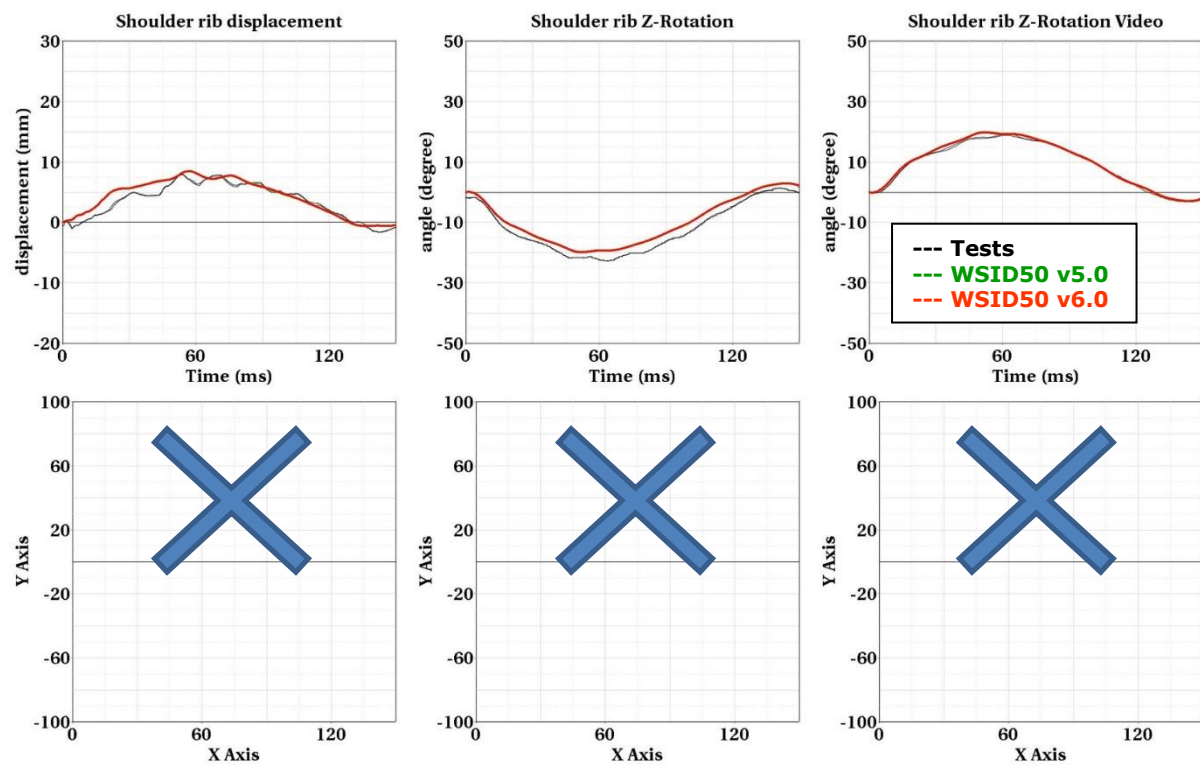 Shoulder rib displacement
30
20
10
0
-10
-20
displacement (mm)
0 60 120
Time (ms)
Shoulder rib Z-Rotation
50
30
10
-10
-30
-50
angle (degree)
0 60 120
Time (ms)
Shoulder rib Z-Rotation Video
50
30
10
-10
-30
-50
angle (degree)
0 60 120
Time (ms)
--- Tests
--- WSID50 v5.0
--- WSID50 v6.0
100
60
20
-20
-60
-100
Y Axis
0 60 120
X Axis
100
60
20
-20
-60
-100
Y Axis
0 60 120
X Axis
100
60
20
-20
-60
-100
Y Axis
0 60 120
X Axis